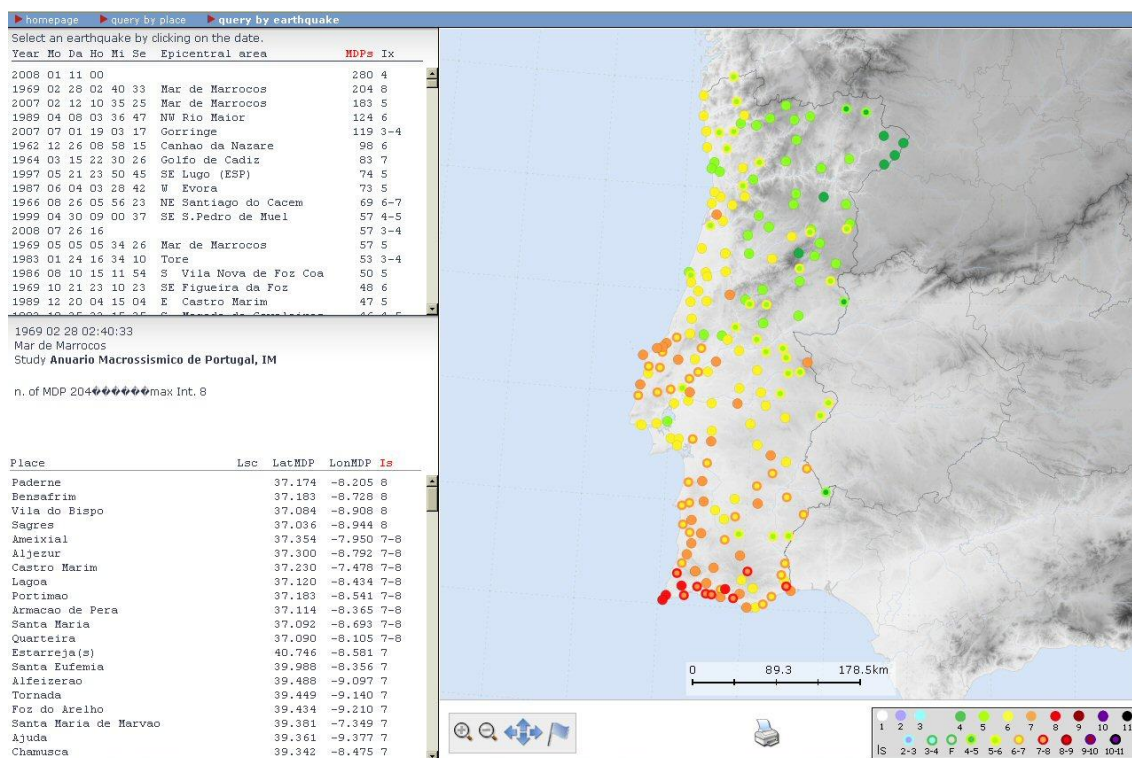 homepage query by place query by earthquake
Select an earthquake by clicking on the date.
Year Mo Da Ho Mi Se Epicentral area MDPs Ix
2008 01 11 00 280 4
1969 02 28 02 40 33 Mar de Marrocos 204 8
2007 02 12 10 35 25 Mar de Marrocos 183 5
1989 04 08 03 36 47 NW Rio Maior 124 6
2007 07 01 19 03 17 Gorringe 119 3-4
1962 12 26 08 58 15 Canhao da Nazare 98 6
1964 03 15 22 30 26 Golfo de Cadiz 83 7
1997 05 21 23 50 45 SE Lugo (ESP) 74 5
1987 06 04 03 28 42 W Evora 73 5
1966 08 26 05 56 23 NE Santiago do Cacem 69 6-7
1999 04 30 09 00 37 SE S.Pedro de Muel 57 4-5
2008 07 26 16 57 3-4
1969 05 05 05 34 26 Mar de Marrocos 57 5
1983 01 24 16 34 10 Tore 53 3-4
1986 08 10 15 11 54 S Vila Nova de Foz Coa 50 5
1969 10 21 23 10 23 SE Figueira da Foz 48 6
1989 12 20 04 15 04 E Castro Marim 47 5
1969 02 28 02:40:33
Mar de Marrocos
Study Anuario Macrossismico de Portugal, IM
n. of MDP 204������max Int. 8
Place Lsc LatMDP LonMDP Is
Paderne 37.174 -8.205 8
Bensafrim 37.183 -8.728 8
Vila do Bispo 37.084 -8.908 8
Sagres 37.036 -8.944 8
Ameixial 37.354 -7.950 7-8
Aljezur 37.300 -8.792 7-8
Castro Marim 37.230 -7.478 7-8
Lagoa 37.120 -8.434 7-8
Portimao 37.183 -8.541 7-8
Armacao de Pera 37.114 -8.365 7-8
Santa Maria 37.092 -8.693 7-8
Quarteira 37.090 -8.105 7-8
Estarreja(s) 40.746 -8.581 7
Santa Eufemia 39.988 -8.356 7
Alfeizerao 39.488 -9.097 7
Tornada 39.449 -9.140 7
Foz do Arelho 39.434 -9.210 7
Santa Maria de Marvao 39.381 -7.349 7
Ajuda 39.361 -9.377 7
Chamusca 39.342 -8.475 7
0 89.3 178.5km
1 2 3 4 5 6 7 8 9 10 11
Is 2-3 3-4 F 4-5 5-6 6-7 7-8 8-9 9-10 10-11